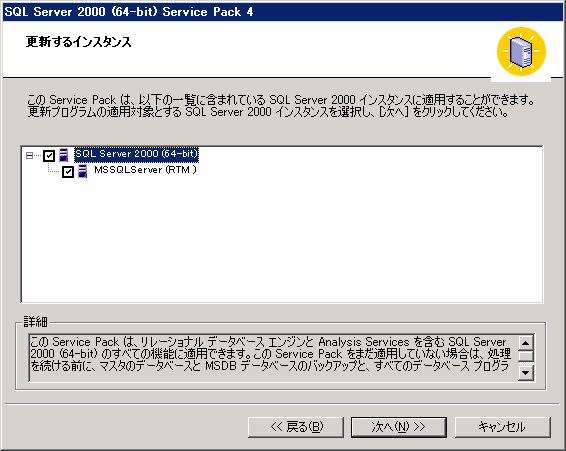 SQL Server 2000 (64-bit) Service Pack 4
更新するインスタンス
この Service Pack は、以下の一覧に含まれている SQL Server 2000 インスタンスに適用することができます。
更新プログラムの適用対象とする SQL Server 2000 インスタンスを選択し、[次へ] をクリックしてください。
SQL Server 2000 (64-bit)
MSSQLServer (RTM )
詳細
この Service Pack は、リレーショナル データベース エンジンと Analysis Services を含む SQL Server
2000 (64-bit) のすべての機能に適用できます。この Service Pack をまだ適用していない場合は、処理
を続ける前に、マスタのデータベースと MSDB データベースのバックアップと、すべてのデータベース プログラ
<< 戻る(B)
次へ(N) >>
キャンセル